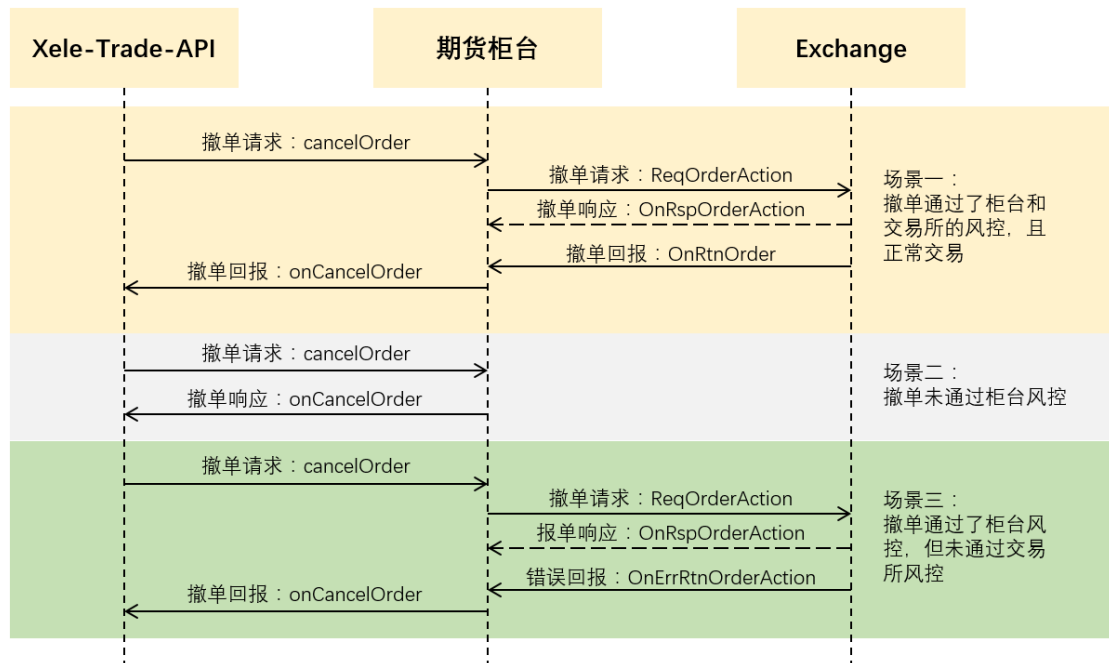 Xele-Trade-API
期货柜台
Exchange
撤单请求：cancelOrder
撤单请求：ReqOrderAction
撤单响应：OnRspOrderAction
撤单回报：OnRtnOrder
撤单回报：onCancelOrder
场景一：
撤单通过了柜台和
交易所的风控，且
正常交易
撤单请求：cancelOrder
撤单响应：onCancelOrder
场景二：
撤单未通过柜台风控
撤单请求：cancelOrder
撤单请求：ReqOrderAction
报单响应：OnRspOrderAction
错误回报：OnErrRtnOrderAction
撤单回报：onCancelOrder
场景三：
撤单通过了柜台风
控，但未通过交易
所风控